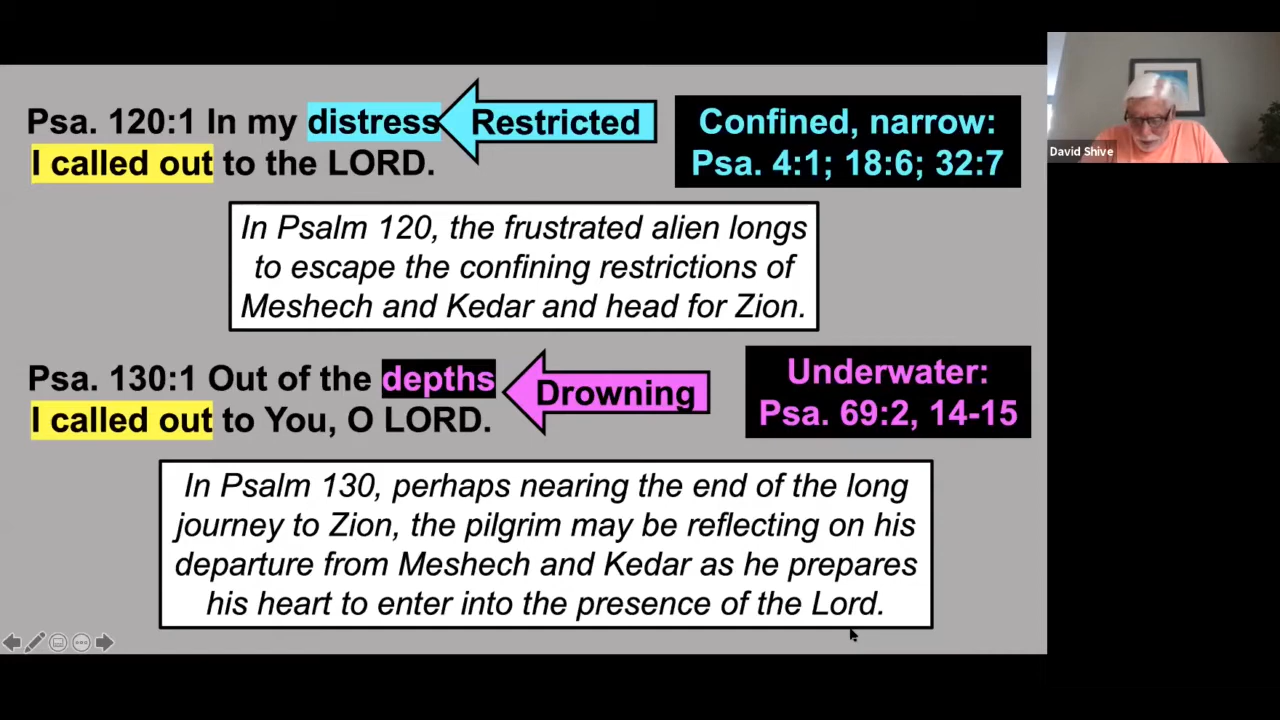 Psa. 120:1 In my distress
I called out to the LORD.
Restricted
Confined, narrow:
Psa. 4:1; 18:6; 32:7
David Shive
In Psalm 120, the frustrated alien longs
to escape the confining restrictions of
Meshech and Kedar and head for Zion.
Psa. 130:1 Out of the depths
I called out to You, O LORD.
Drowning
Underwater:
Psa. 69:2, 14-15
In Psalm 130, perhaps nearing the end of the long
journey to Zion, the pilgrim may be reflecting on his
departure from Meshech and Kedar as he prepares
his heart to enter into the presence of the Lord.